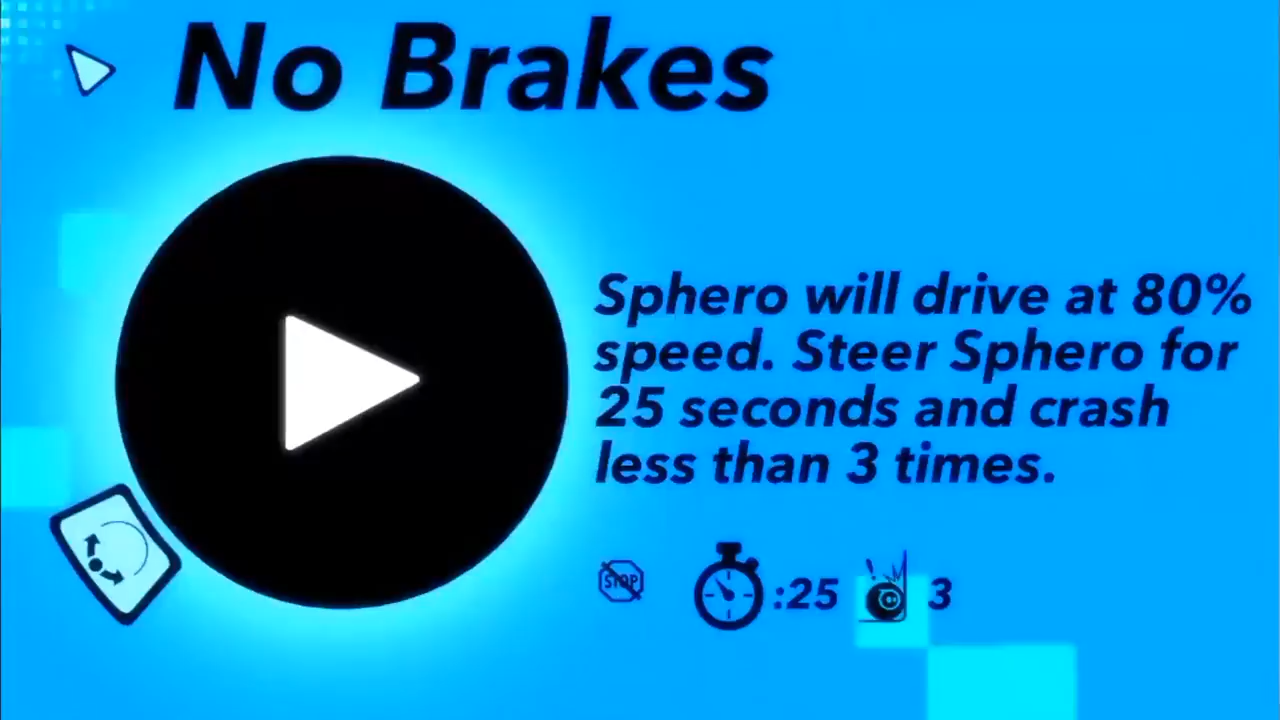 No Brakes
Sphero will drive at 80%
speed. Steer Sphero for
25 seconds and crash
less than 3 times.
STOP :25 3